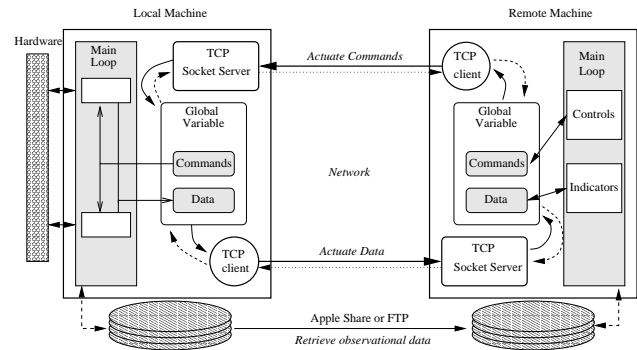 Local Machine
Remote Machine
Hardware
Main
Loop
TCP
Socket Server
Actuate Commands
TCP
client
Main
Loop
Global
Variable
Commands
Data
Network
Global
Variable
Commands
Data
Controls
Indicators
TCP
client
Actuate Data
TCP
Socket Server
Apple Share or FTP
Retrieve observational data